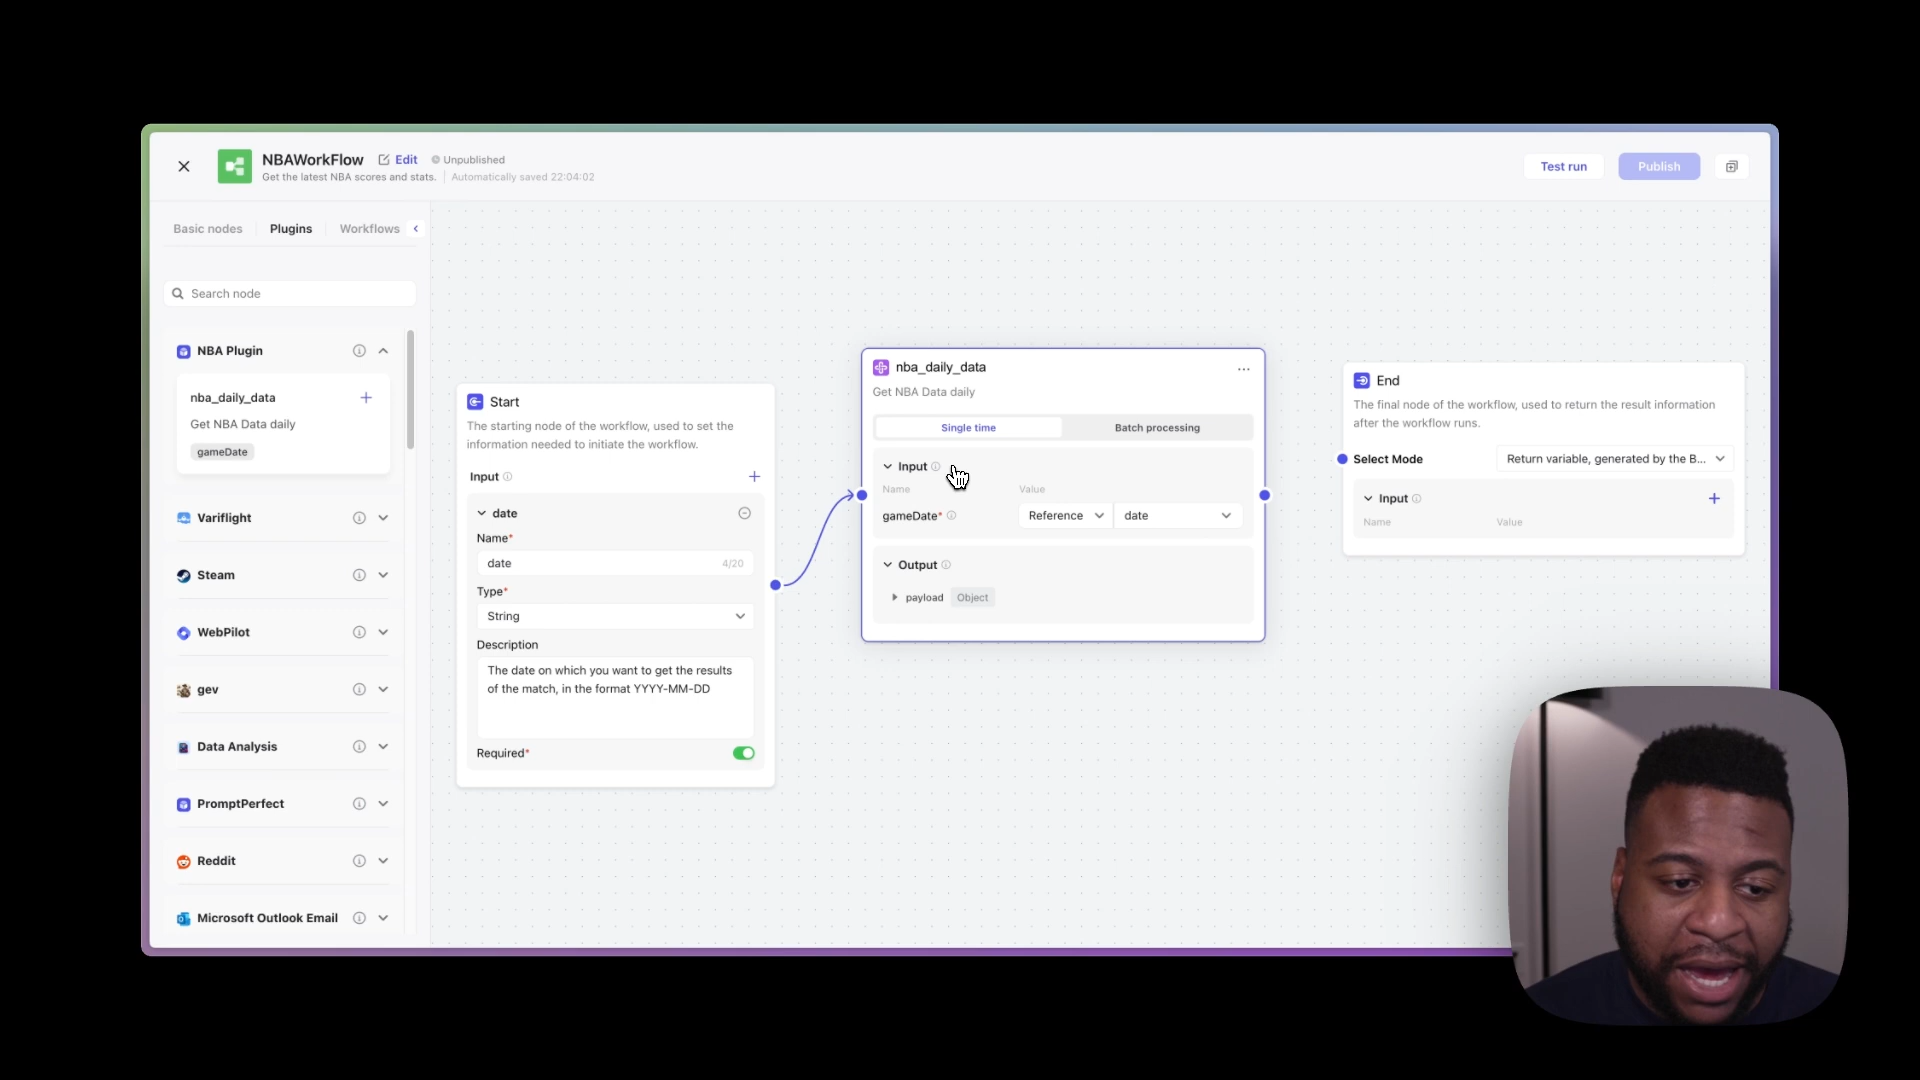 NBAWorkFlow
Edit
Unpublished
Get the latest NBA scores and stats.
Automatically saved 22:04:02
Test run
Publish
Basic nodes
Plugins
Workflows
Search node
NBA Plugin
nba_daily_data
Get NBA Data daily
gameDate
Variflight
Steam
WebPilot
gev
Data Analysis
PromptPerfect
Reddit
Microsoft Outlook Email
Start
The starting node of the workflow, used to set the
information needed to initiate the workflow.
Input
date
Name*
date
4/20
Type*
String
Description
The date on which you want to get the results
of the match, in the format YYYY-MM-DD
Required*
nba_daily_data
Get NBA Data daily
Single time
Batch processing
Input
Name
Value
gameDate*
Reference
date
Output
payload
Object
End
The final node of the workflow, used to return the result information
after the workflow runs.
Select Mode
Return variable, generated by the B...
Input
Name
Value